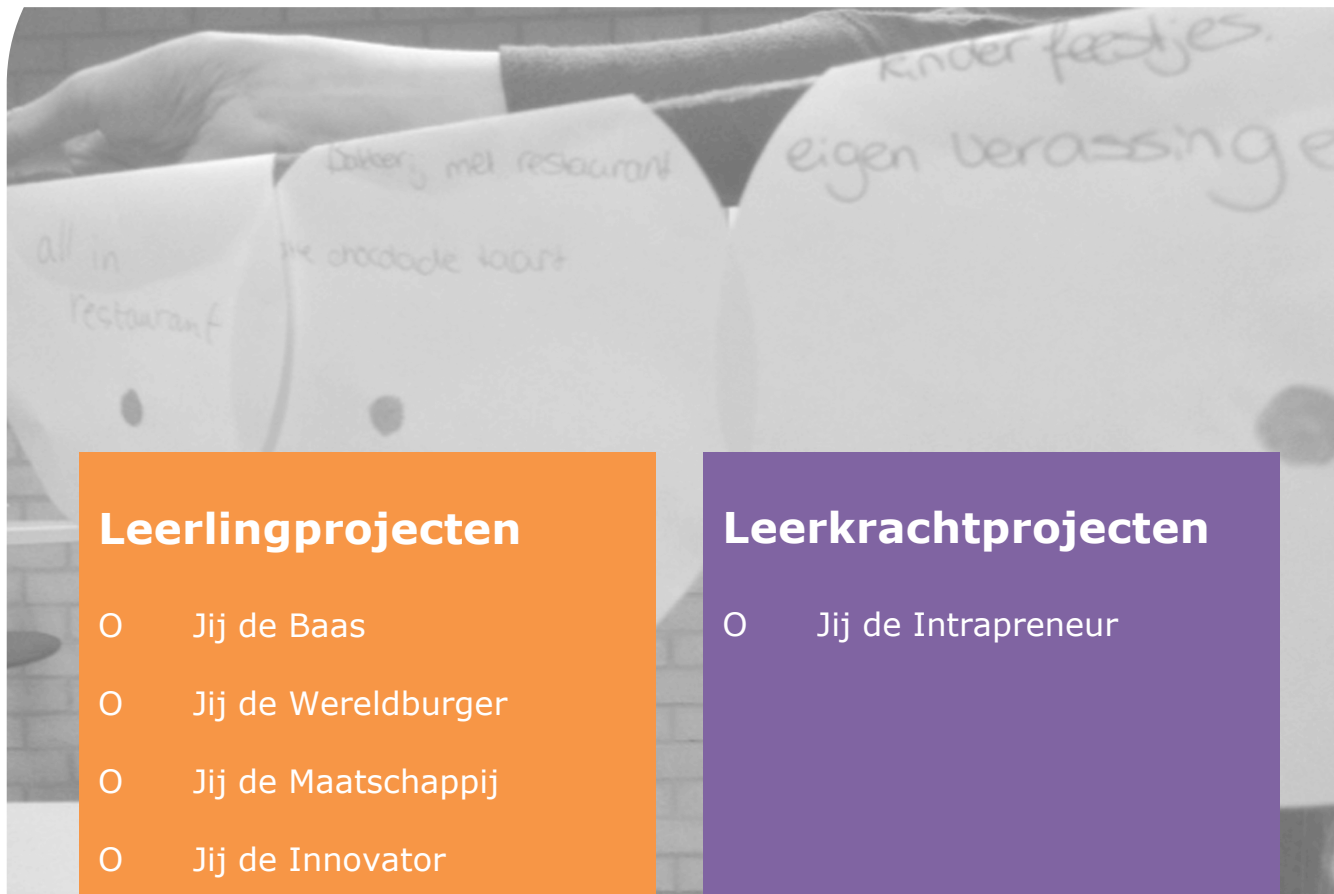 kinder feestjes.
eigen verassinge
Bakkerij met restaurant
chocolade taart
all in
restaurant
Leerlingprojecten
O Jij de Baas
O Jij de Wereldburger
O Jij de Maatschappij
O Jij de Innovator
Leerkrachtprojecten
O Jij de Intrapreneur